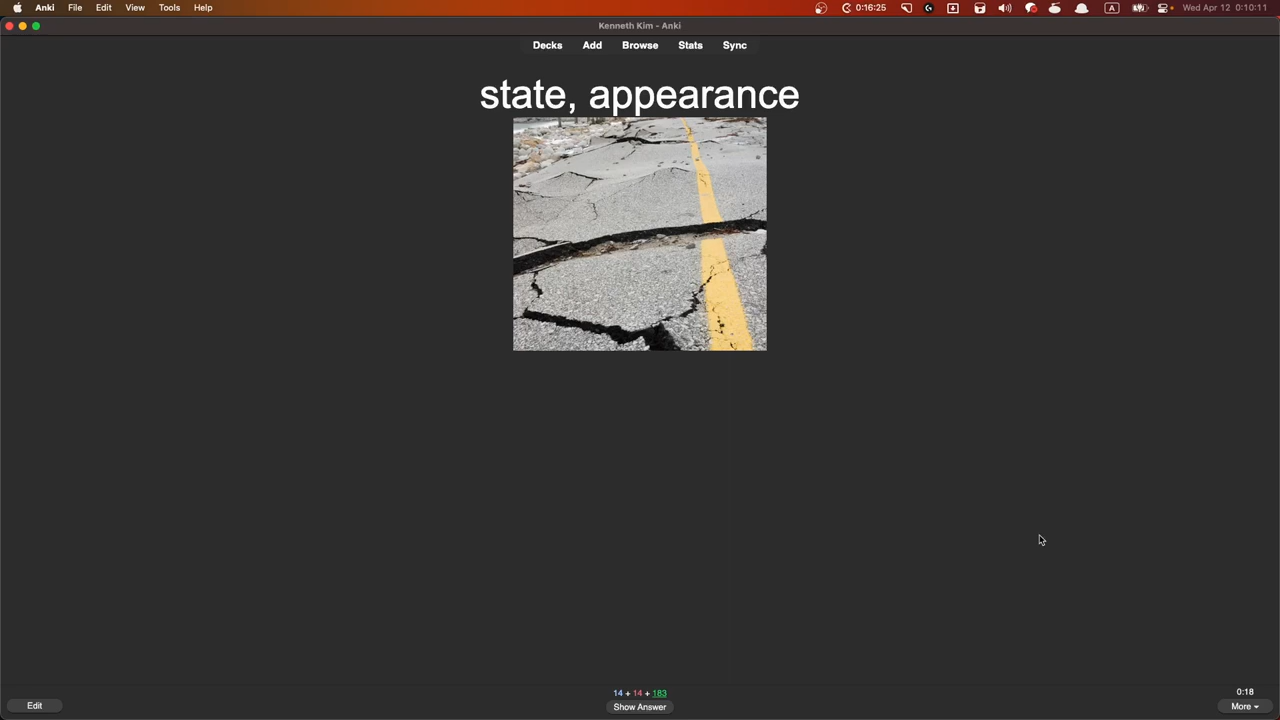 Anki File Edit View Tools Help 0:16:25 A Wed Apr 12 0:10:11
Kenneth Kim - Anki
Decks Add Browse Stats Sync
state, appearance
14 + 14 + 183
0:18
Edit Show Answer More